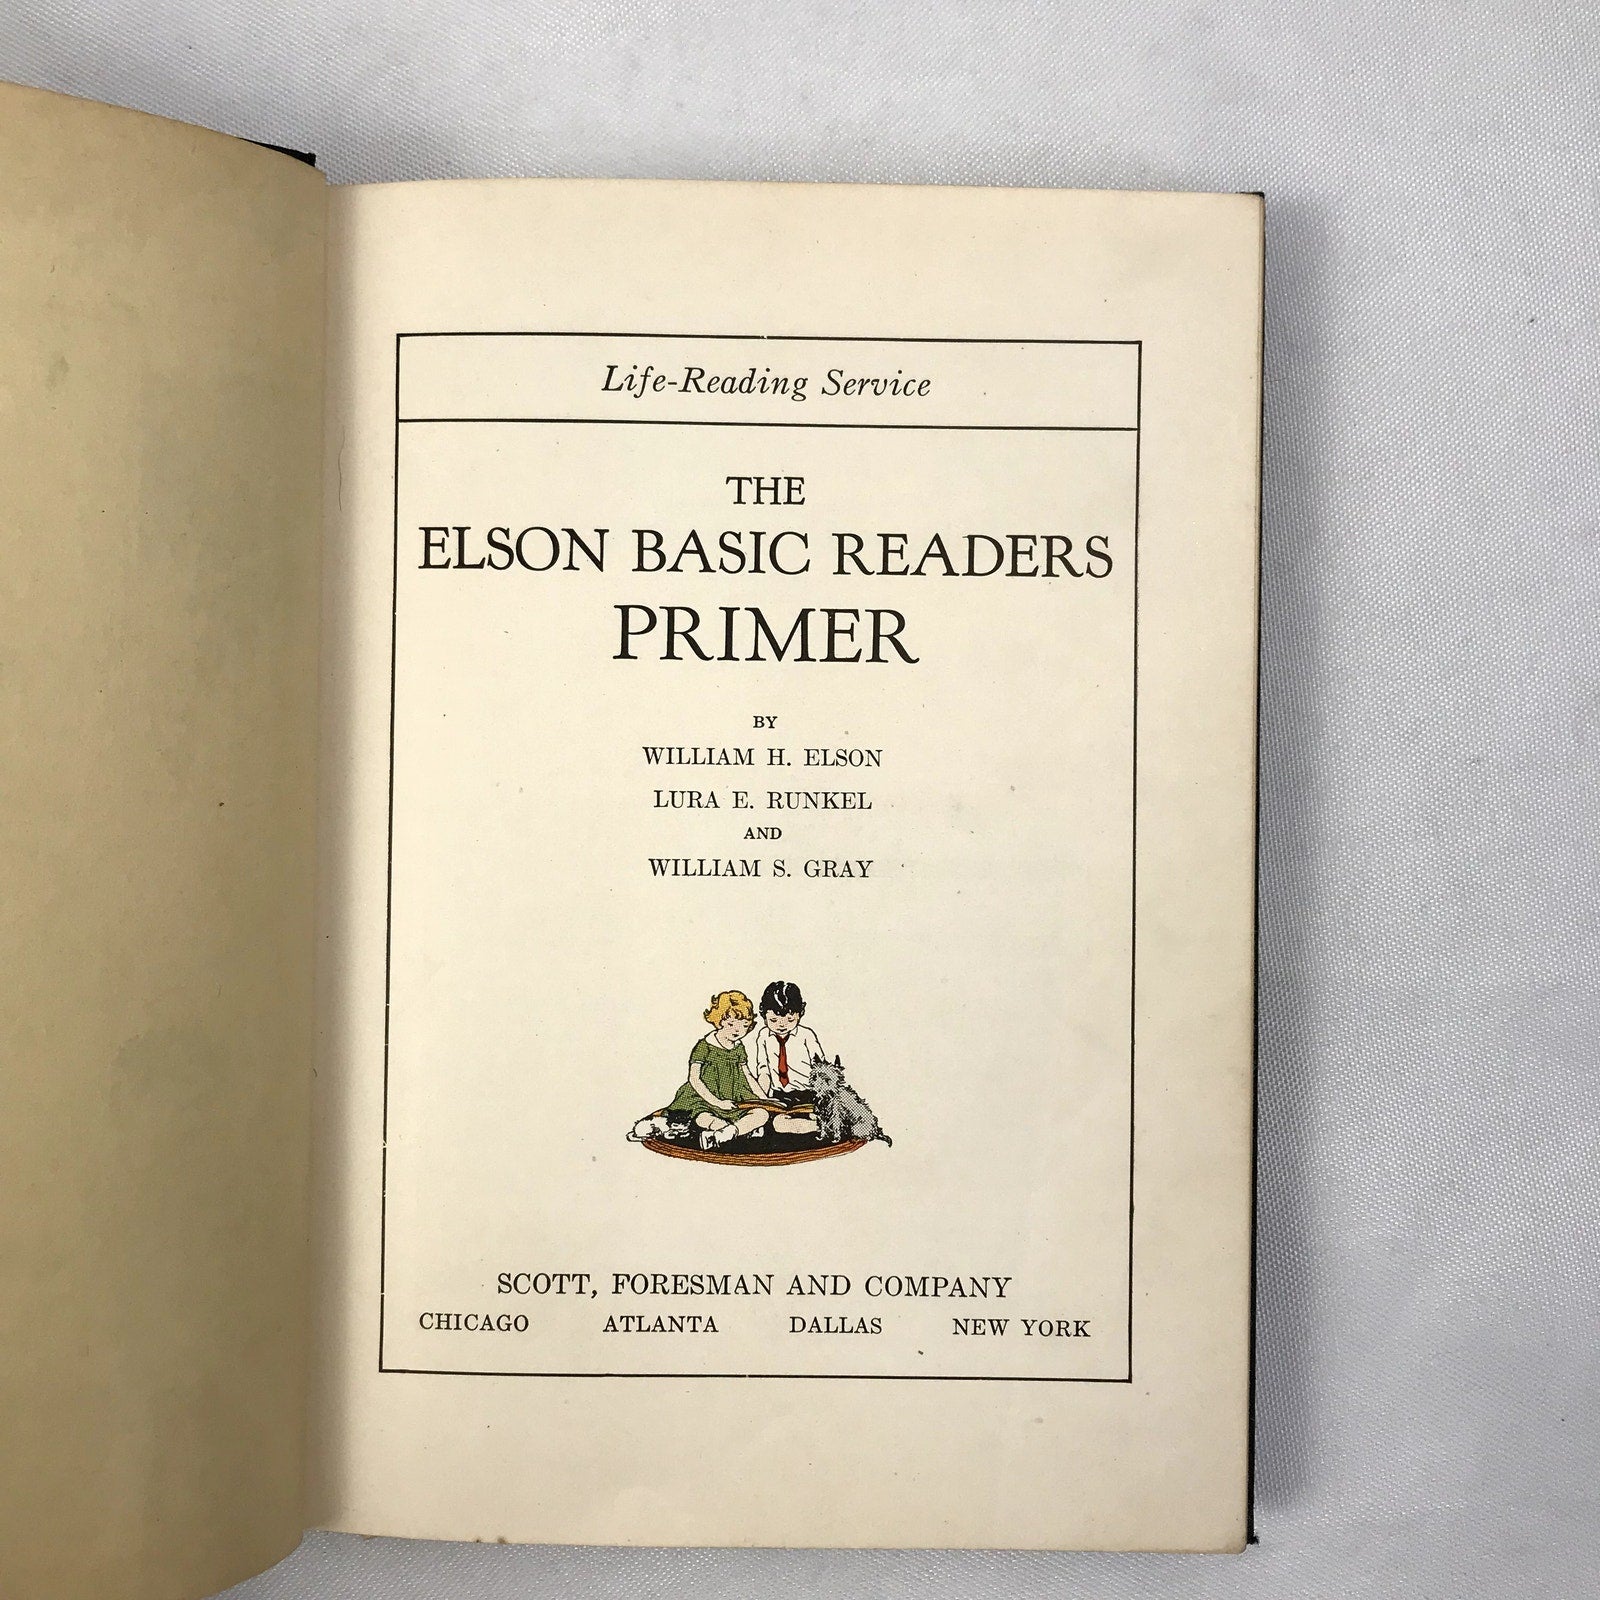 Life-Reading Service
THE
ELSON BASIC READERS
PRIMER
BY
WILLIAM H. ELSON
LURA E. RUNKEL
AND
WILLIAM S. GRAY
SCOTT, FORESMAN AND COMPANY
CHICAGO ATLANTA DALLAS NEW YORK